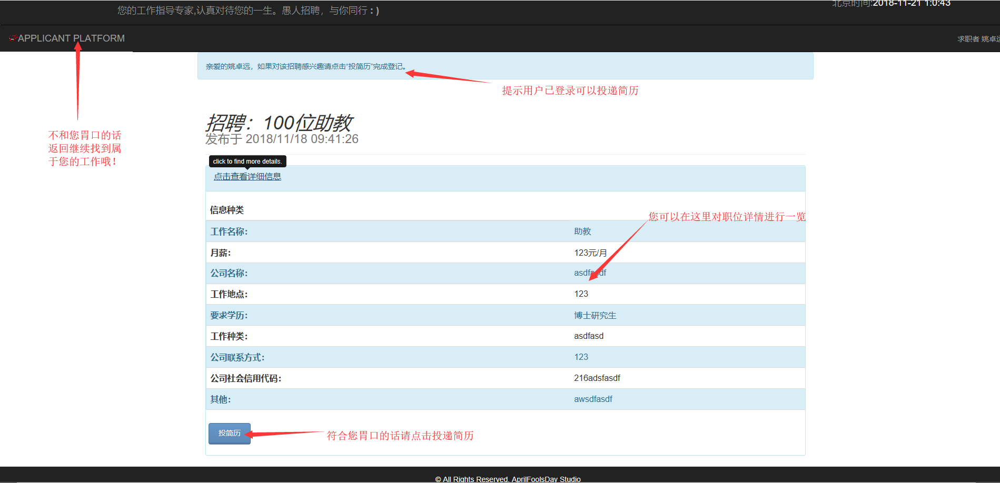 您的工作指导专家,认真对待您的一生。愚人招聘，与你同行 : )
北京时间:2018-11-21 1:0:43
APPLICANT PLATFORM
求职者 姚卓远
亲爱的姚卓远，如果对该招聘感兴趣请点击“投简历”完成登记。
提示用户已登录可以投递简历
不和您胃口的话
返回继续找到属
于您的工作哦！
招聘：100位助教
发布于 2018/11/18 09:41:26
click to find more details.
点击查看详细信息
信息种类
您可以在这里对职位详情进行一览
工作名称： 助教
月薪： 123元/月
公司名称： asdfasdf
工作地点： 123
要求学历： 博士研究生
工作种类： asdfasd
公司联系方式： 123
公司社会信用代码： 216adsfasdf
其他： awsdfasdf
投简历
符合您胃口的话请点击投递简历
© All Rights Reserved. AprilFoolsDay Studio